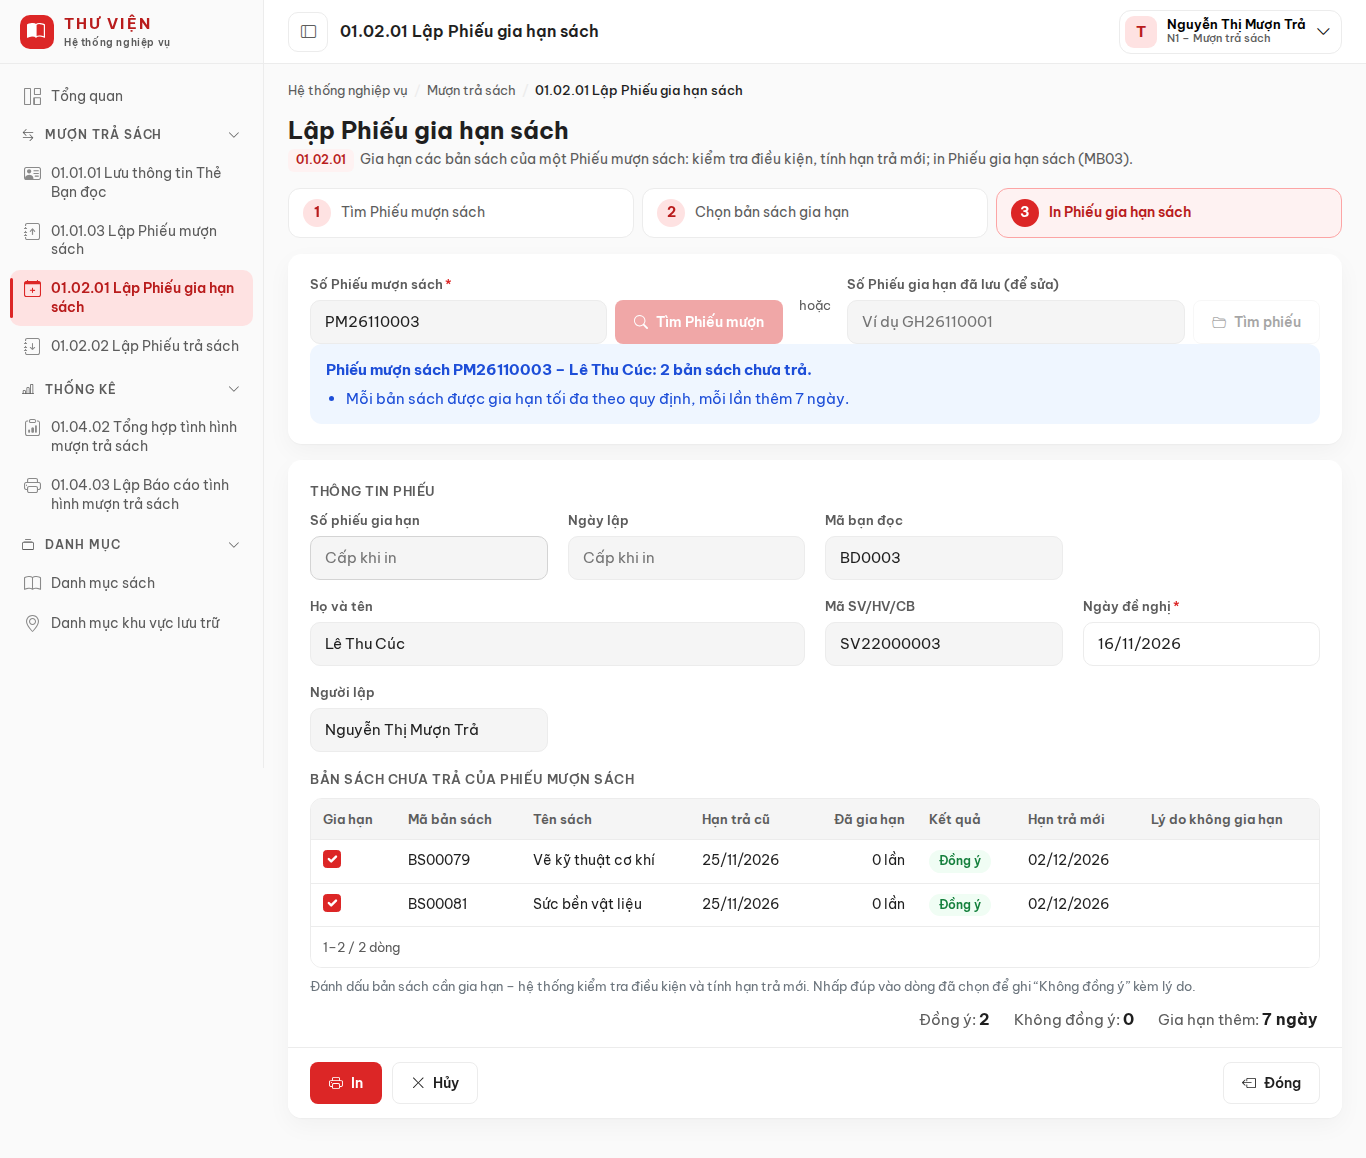 THƯ VIỆN
Hệ thống nghiệp vụ
01.02.01 Lập Phiếu gia hạn sách
T
Nguyễn Thị Mượn Trả
N1 – Mượn trả sách
Tổng quan
MƯỢN TRẢ SÁCH
01.01.01 Lưu thông tin Thẻ
Bạn đọc
01.01.03 Lập Phiếu mượn
sách
01.02.01 Lập Phiếu gia hạn
sách
01.02.02 Lập Phiếu trả sách
THỐNG KÊ
01.04.02 Tổng hợp tình hình
mượn trả sách
01.04.03 Lập Báo cáo tình
hình mượn trả sách
DANH MỤC
Danh mục sách
Danh mục khu vực lưu trữ
Hệ thống nghiệp vụ / Mượn trả sách / 01.02.01 Lập Phiếu gia hạn sách
Lập Phiếu gia hạn sách
01.02.01 Gia hạn các bản sách của một Phiếu mượn sách: kiểm tra điều kiện, tính hạn trả mới; in Phiếu gia hạn sách (MB03).
1 Tìm Phiếu mượn sách
2 Chọn bản sách gia hạn
3 In Phiếu gia hạn sách
Số Phiếu mượn sách *
PM26110003
Tìm Phiếu mượn
hoặc
Số Phiếu gia hạn đã lưu (để sửa)
Ví dụ GH26110001
Tìm phiếu
Phiếu mượn sách PM26110003 – Lê Thu Cúc: 2 bản sách chưa trả.
• Mỗi bản sách được gia hạn tối đa theo quy định, mỗi lần thêm 7 ngày.
THÔNG TIN PHIẾU
Số phiếu gia hạn
Cấp khi in
Ngày lập
Cấp khi in
Mã bạn đọc
BD0003
Họ và tên
Lê Thu Cúc
Mã SV/HV/CB
SV22000003
Ngày đề nghị *
16/11/2026
Người lập
Nguyễn Thị Mượn Trả
BẢN SÁCH CHƯA TRẢ CỦA PHIẾU MƯỢN SÁCH
Gia hạn Mã bản sách Tên sách Hạn trả cũ Đã gia hạn Kết quả Hạn trả mới Lý do không gia hạn
BS00079 Vẽ kỹ thuật cơ khí 25/11/2026 0 lần Đồng ý 02/12/2026
BS00081 Sức bền vật liệu 25/11/2026 0 lần Đồng ý 02/12/2026
1–2 / 2 dòng
Đánh dấu bản sách cần gia hạn – hệ thống kiểm tra điều kiện và tính hạn trả mới. Nhấp đúp vào dòng đã chọn để ghi “Không đồng ý” kèm lý do.
Đồng ý: 2 Không đồng ý: 0 Gia hạn thêm: 7 ngày
In
Hủy
Đóng